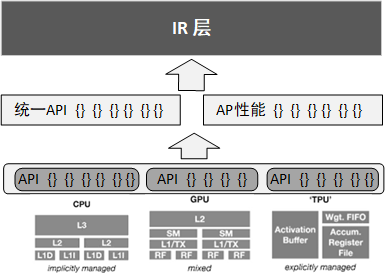 IR 层
统一API {} {} {} {} {} {}
AP性能 {} {} {} {} {} {}
API {} {} {} {} {} {}
API {} {} {} {} {}
API {} {} {} {} {} {}
CPU
GPU
'TPU'
L3
L2 L2
L1D L1I L1D L1I
implicitly managed
L2
SM SM
L1/TX L1/TX
RF RF RF RF
mixed
Activation Buffer
Wgt. FIFO
Accum. Register File
explicitly managed